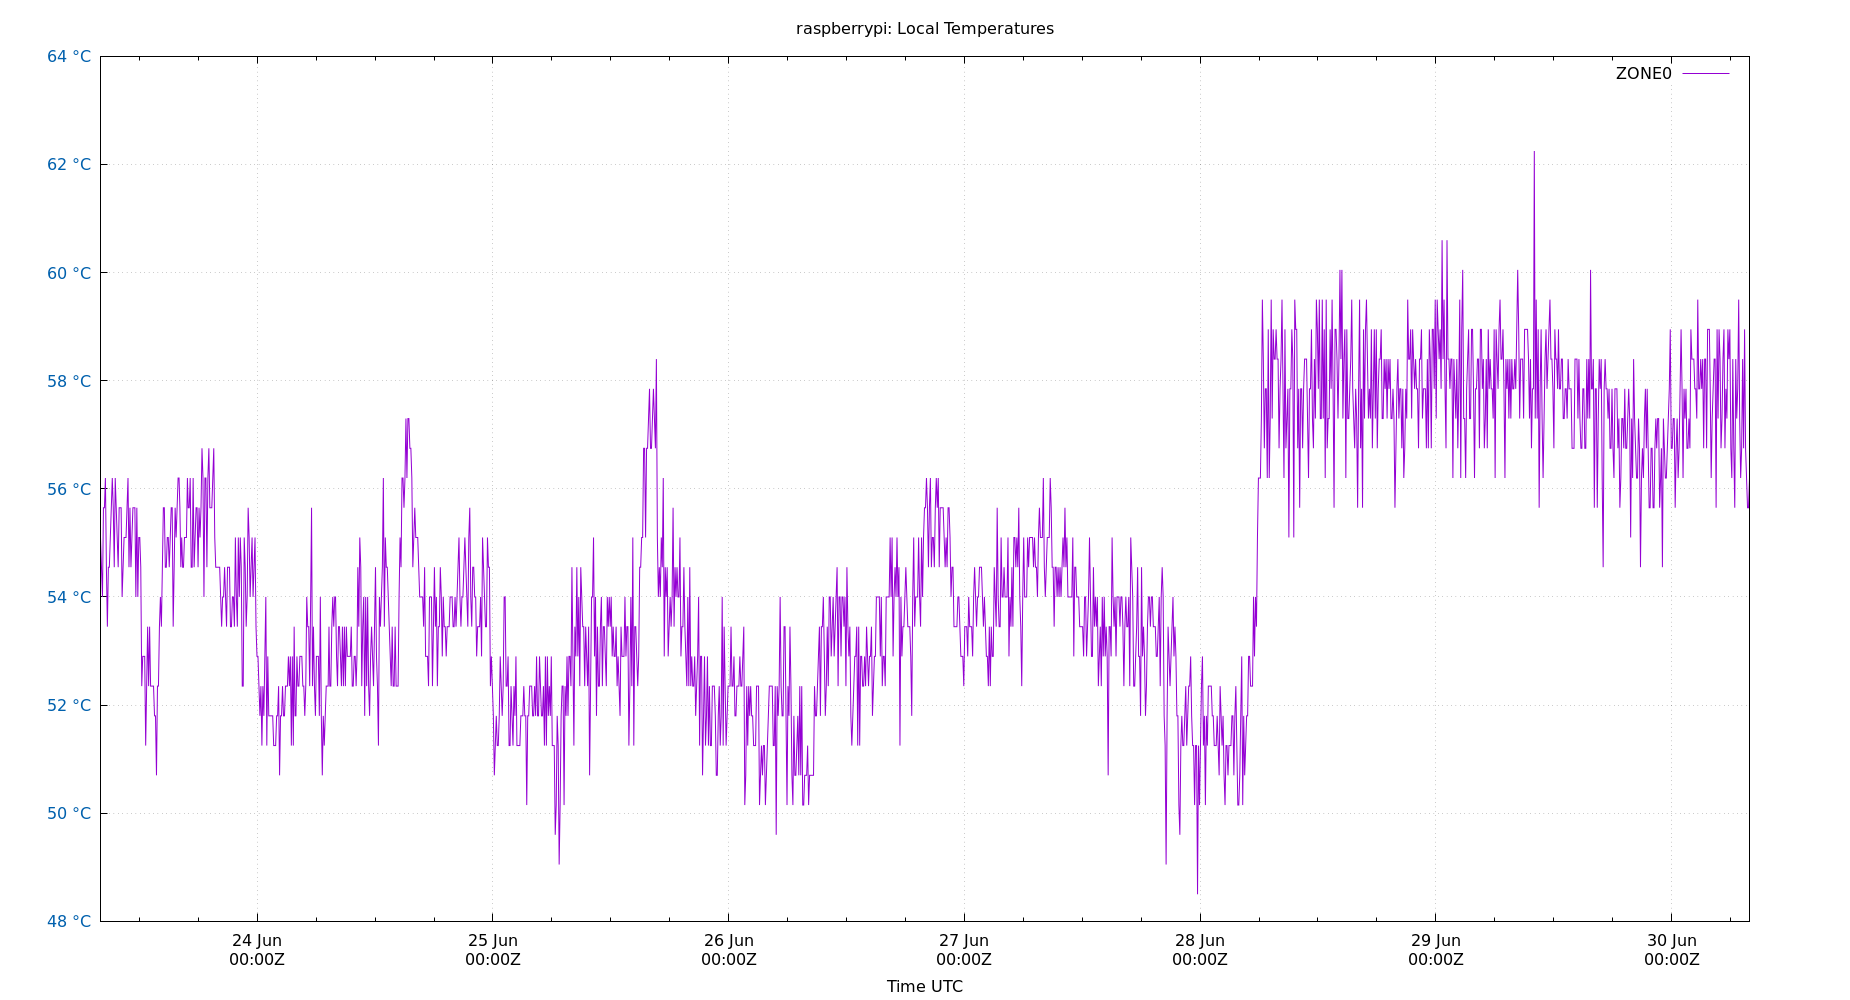 raspberrypi: Local Temperatures
ZONE0
64 °C
62 °C
60 °C
58 °C
56 °C
54 °C
52 °C
50 °C
48 °C
24 Jun 25 Jun 26 Jun 27 Jun 28 Jun 29 Jun 30 Jun
00:00Z 00:00Z 00:00Z 00:00Z 00:00Z 00:00Z 00:00Z
Time UTC